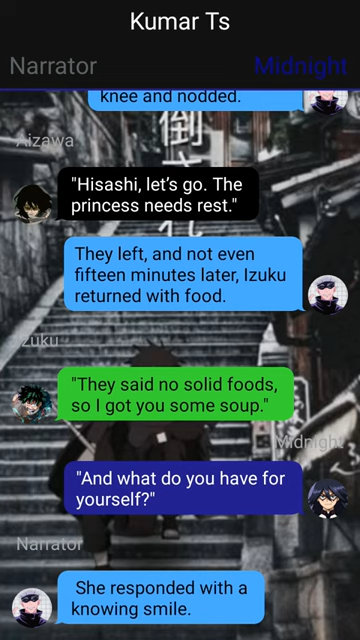 Kumar Ts
Narrator
Midnight
knee and nodded.
Aizawa
"Hisashi, let’s go. The
princess needs rest."
They left, and not even
fifteen minutes later, Izuku
returned with food.
Izuku
"They said no solid foods,
so I got you some soup."
Midnight
"And what do you have for
yourself?"
Narrator
She responded with a
knowing smile.